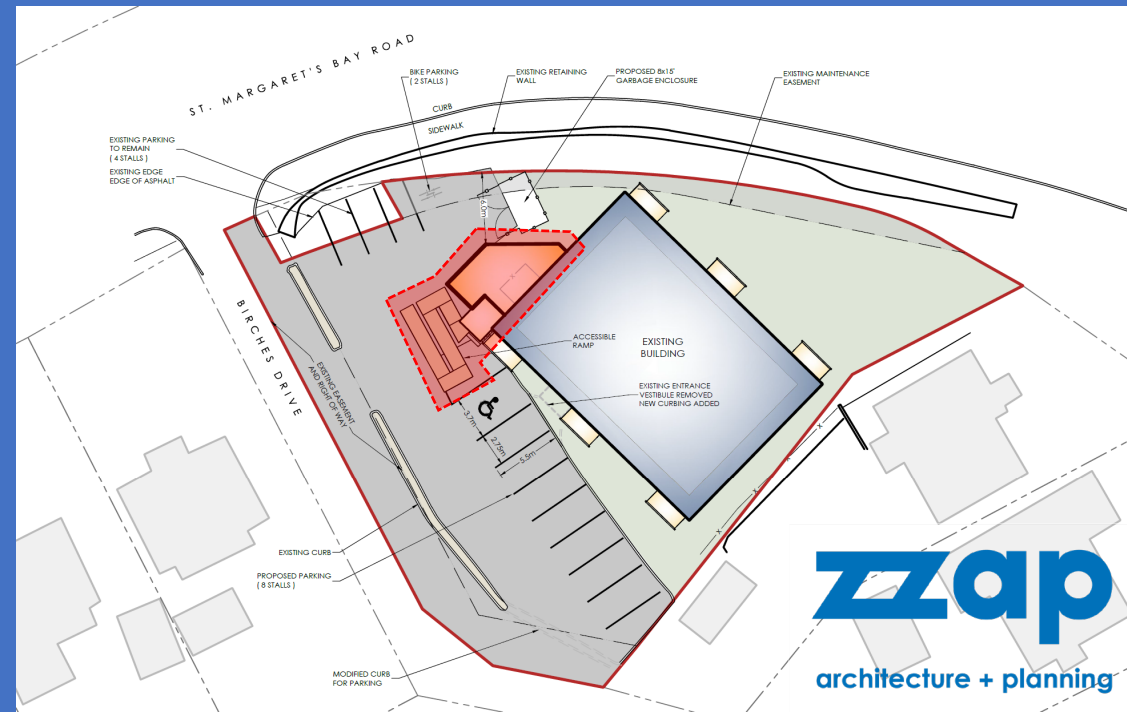 ST. MARGARET'S BAY ROAD
BIKE PARKING
( 2 STALLS )
EXISTING RETAINING
WALL
PROPOSED 8x15'
GARBAGE ENCLOSURE
EXISTING MAINTENANCE
EASEMENT
CURB
SIDEWALK
EXISTING PARKING
TO REMAIN
( 4 STALLS )
EXISTING EDGE
EDGE OF ASPHALT
6.0m
BIRCHES DRIVE
EXISTING EASEMENT
AND RIGHT OF WAY
ACCESSIBLE
RAMP
EXISTING
BUILDING
EXISTING ENTRANCE
VESTIBULE REMOVED
NEW CURBING ADDED
3.7m
2.75m
5.5m
EXISTING CURB
PROPOSED PARKING
( 8 STALLS )
MODIFIED CURB
FOR PARKING
zzap
architecture + planning